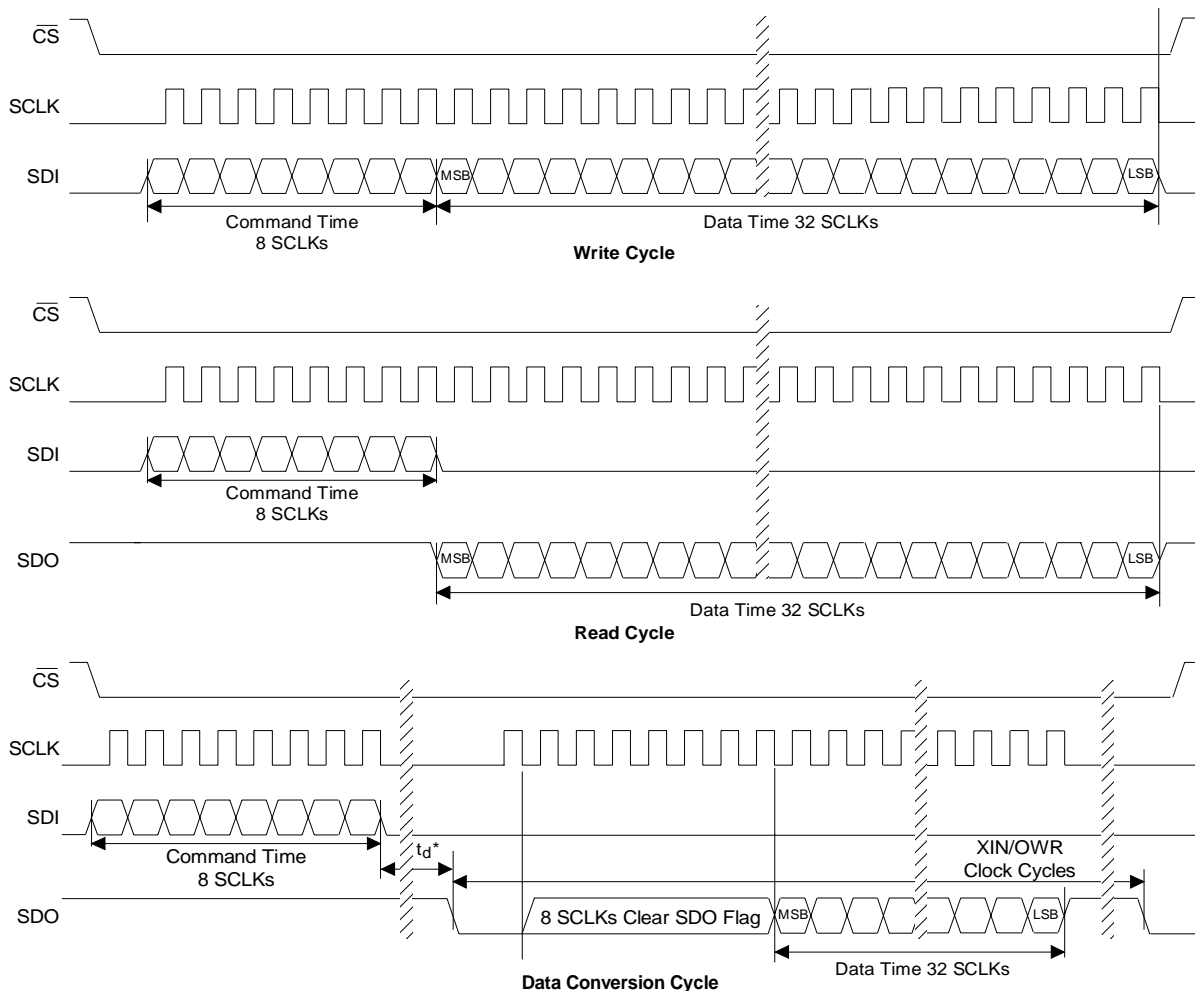 CS
SCLK
SDI
MSB
LSB
Command Time
8 SCLKs
Data Time 32 SCLKs
Write Cycle
CS
SCLK
SDI
Command Time
8 SCLKs
SDO
MSB
LSB
Data Time 32 SCLKs
Read Cycle
CS
SCLK
SDI
Command Time
8 SCLKs
td*
XIN/OWR
Clock Cycles
SDO
8 SCLKs Clear SDO Flag
MSB
LSB
Data Time 32 SCLKs
Data Conversion Cycle